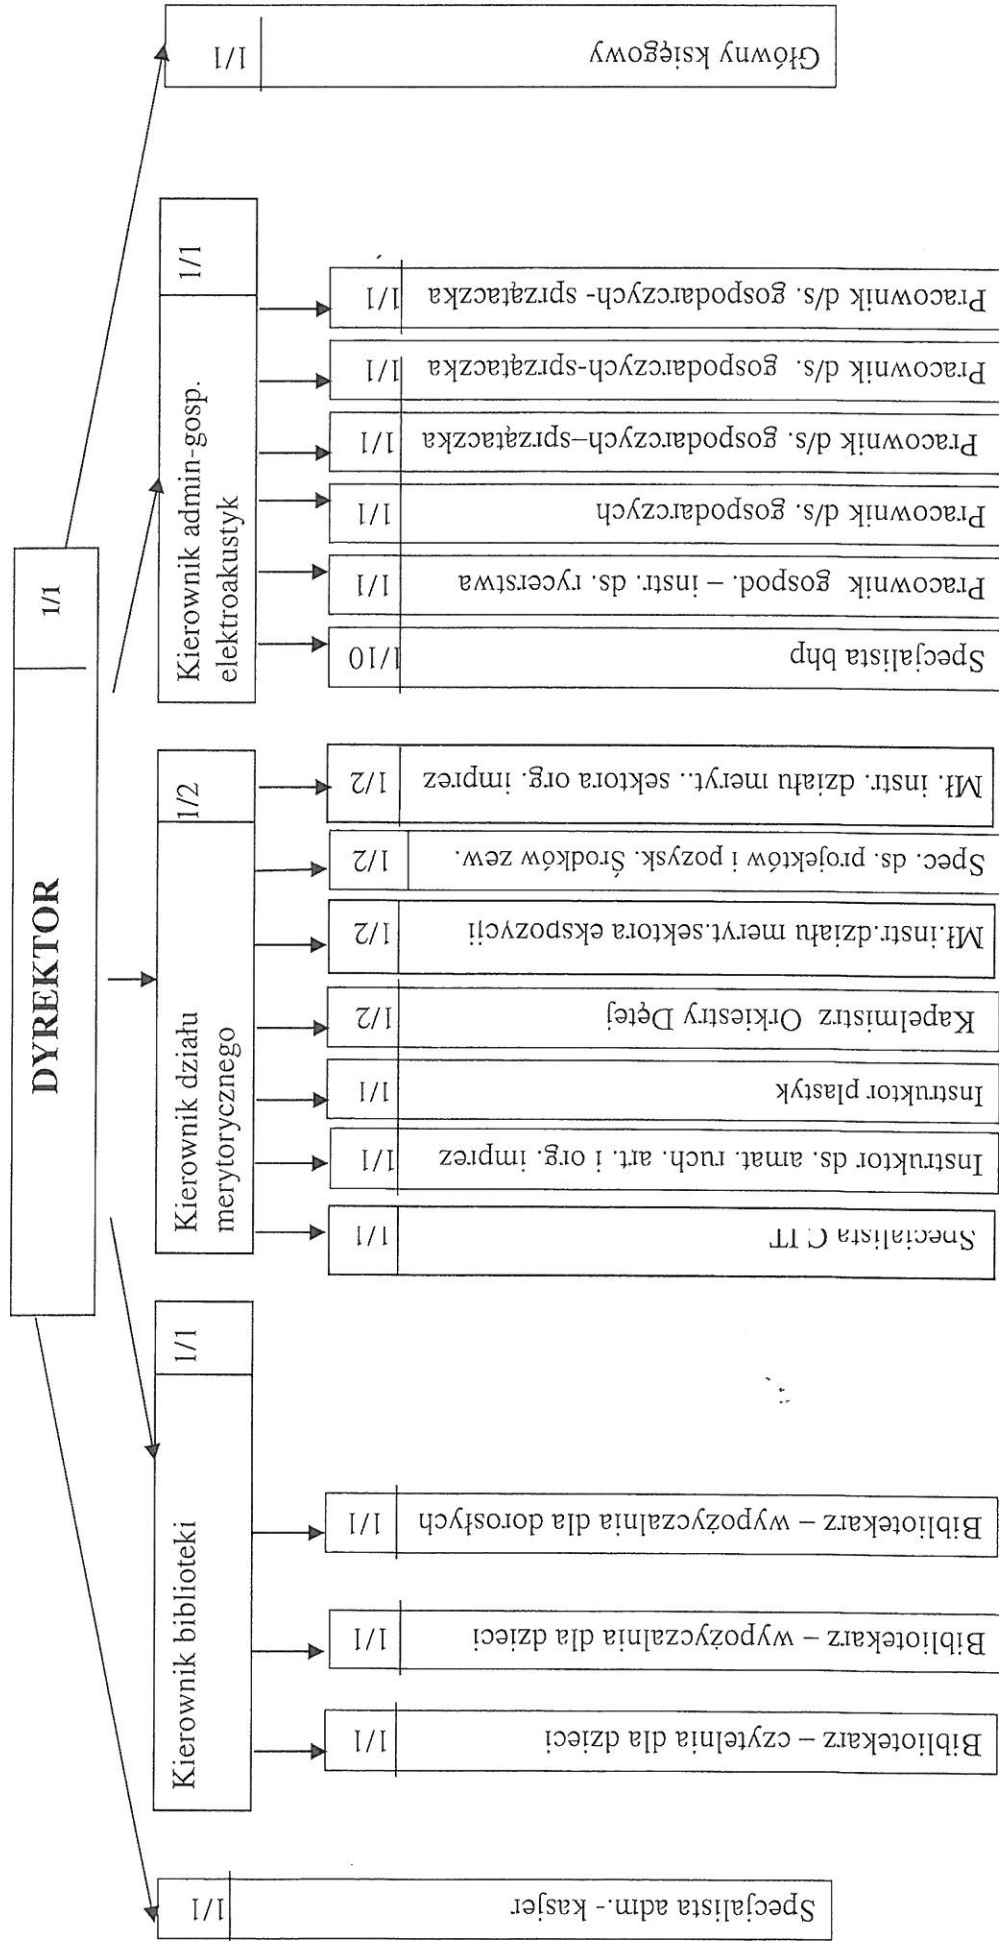 DYREKTOR 1/1
Specjalista adm.- kasjer 1/1
Kierownik biblioteki 1/1
Kierownik działu
merytorycznego
1/2
Kierownik admin-gosp.
elektroakustyk
1/1
Główny księgowy 1/1
Bibliotekarz – czytelnia dla dzieci 1/1
Bibliotekarz – wypożyczalnia dla dzieci 1/1
Bibliotekarz – wypożyczalnia dla dorosłych 1/1
Specjalista C IT 1/1
Instruktor ds. amat. ruch. art. i org. imprez 1/1
Instruktor plastyk 1/1
Kapelmistrz Orkiestry Dętej 1/2
Mł.instr.działu meryt.sektora ekspozycji 1/2
Spec. ds. projektów i pozysk. Środków zew. 1/2
Mł. instr. działu meryt.. sektora org. imprez 1/2
Specjalista bhp 1/10
Pracownik gospod. – instr. ds. rycerstwa 1/1
Pracownik d/s. gospodarczych 1/1
Pracownik d/s. gospodarczych–sprzątaczka 1/1
Pracownik d/s. gospodarczych-sprzątaczka 1/1
Pracownik d/s. gospodarczych- sprzątaczka 1/1